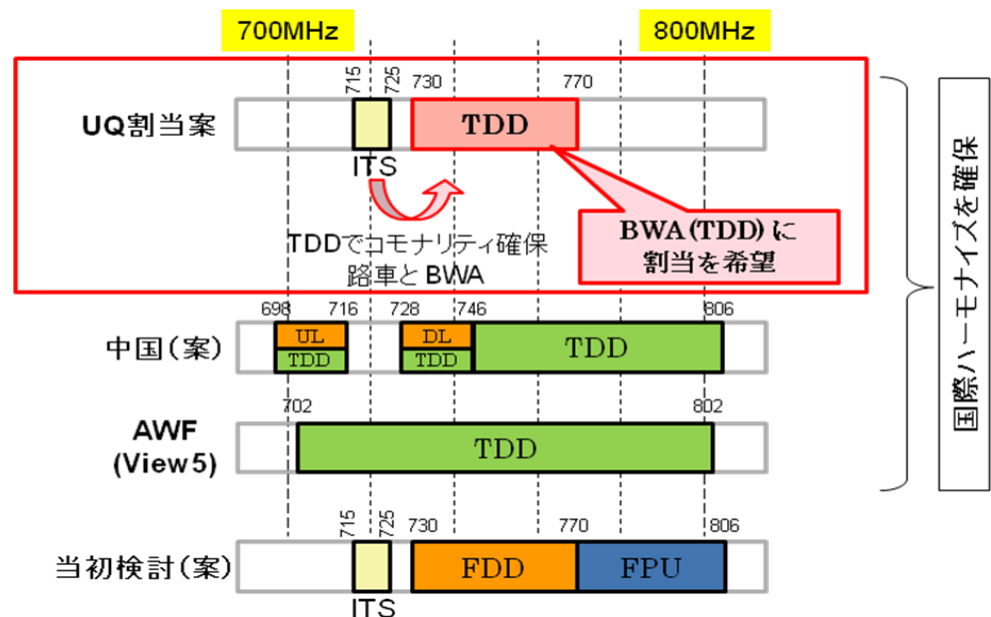 700MHz
800MHz
715
725
730
770
UQ割当案
TDD
ITS
TDDでコモナリティ確保
路車とBWA
BWA(TDD)に
割当を希望
国際ハーモナイズを確保
698
716
728
746
806
中国(案)
UL
TDD
DL
TDD
TDD
702
802
AWF
(View5)
TDD
715
725
730
770
806
当初検討(案)
FDD
FPU
ITS